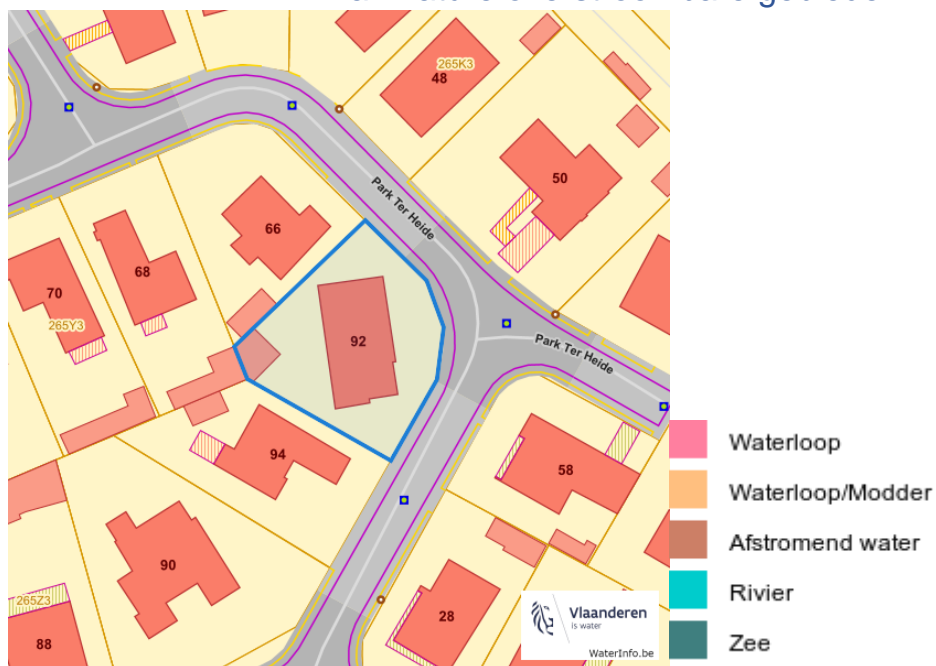 48
265K3
50
Park Ter Heide
66
68
70
265Y3
92
Park Ter Heide
94
58
90
265Z3
88
28
Vlaanderen
is water
WaterInfo.be
Waterloop
Waterloop/Modder
Afstromend water
Rivier
Zee